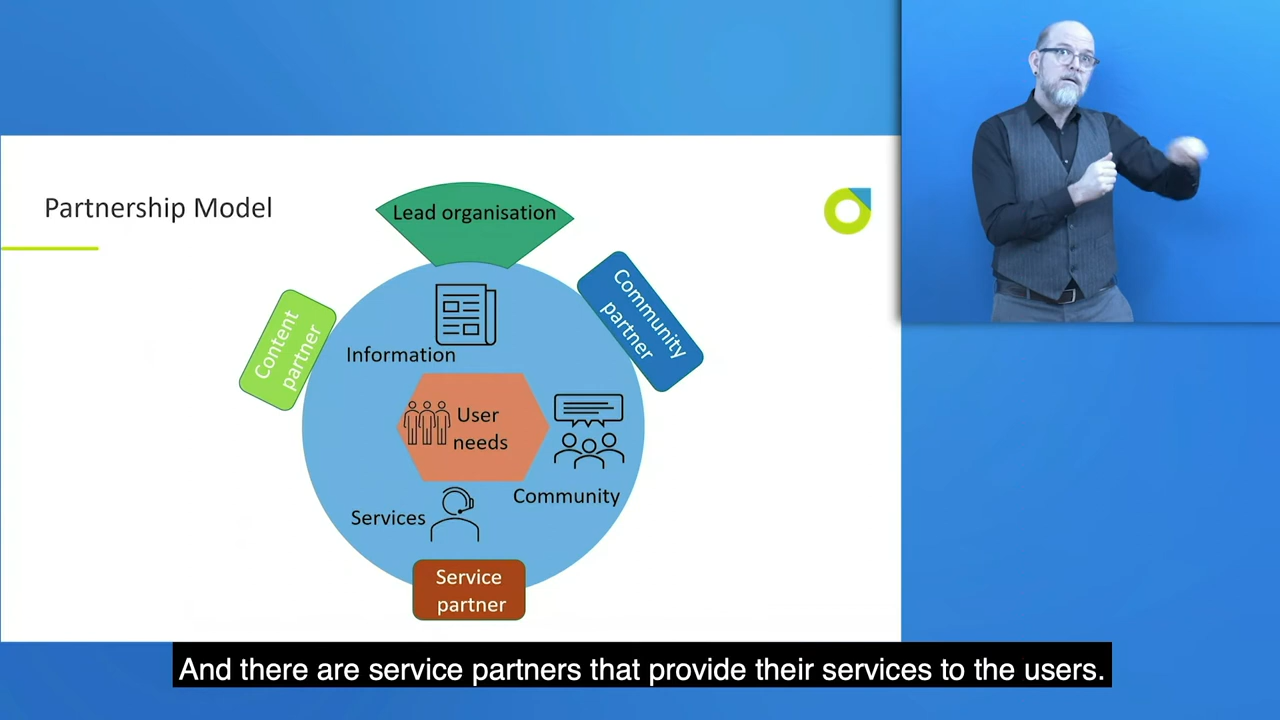 Partnership Model
Lead organisation
Content
partner
Community
partner
Information
User
needs
Community
Services
Service
partner
And there are service partners that provide their services to the users.